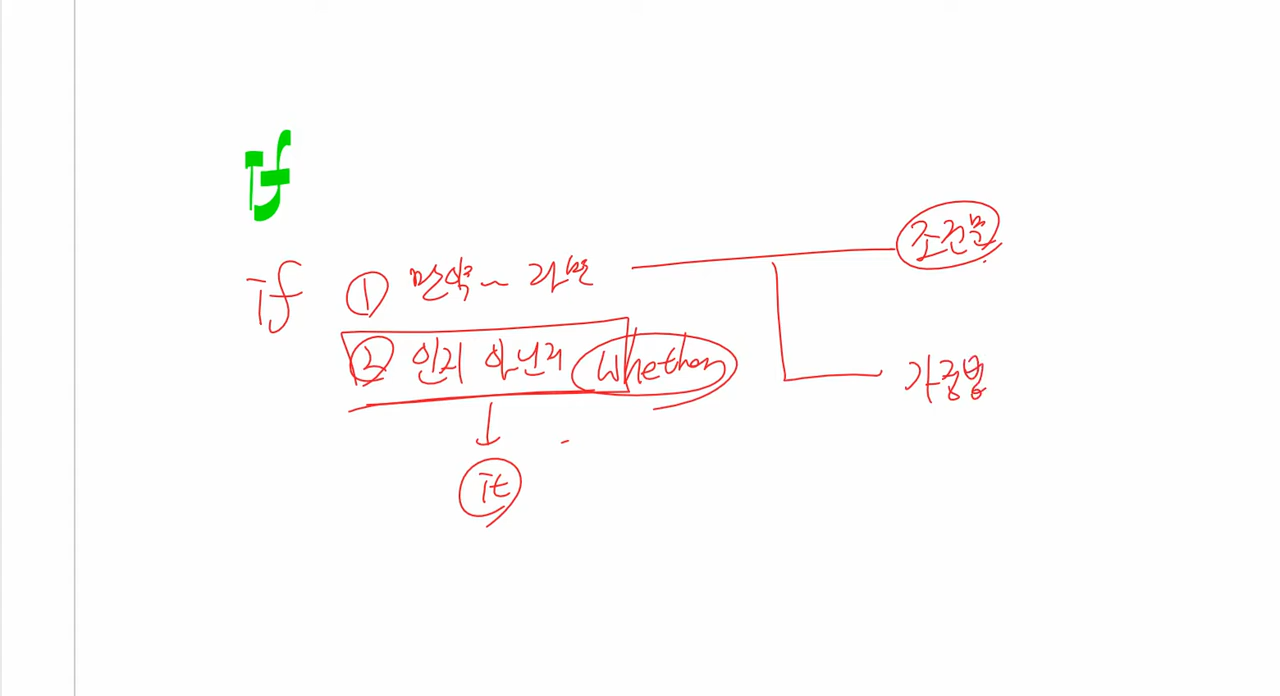 if
if ① 만약~ 라면
조건문
② 인지 아닌지 whether
가정법
it